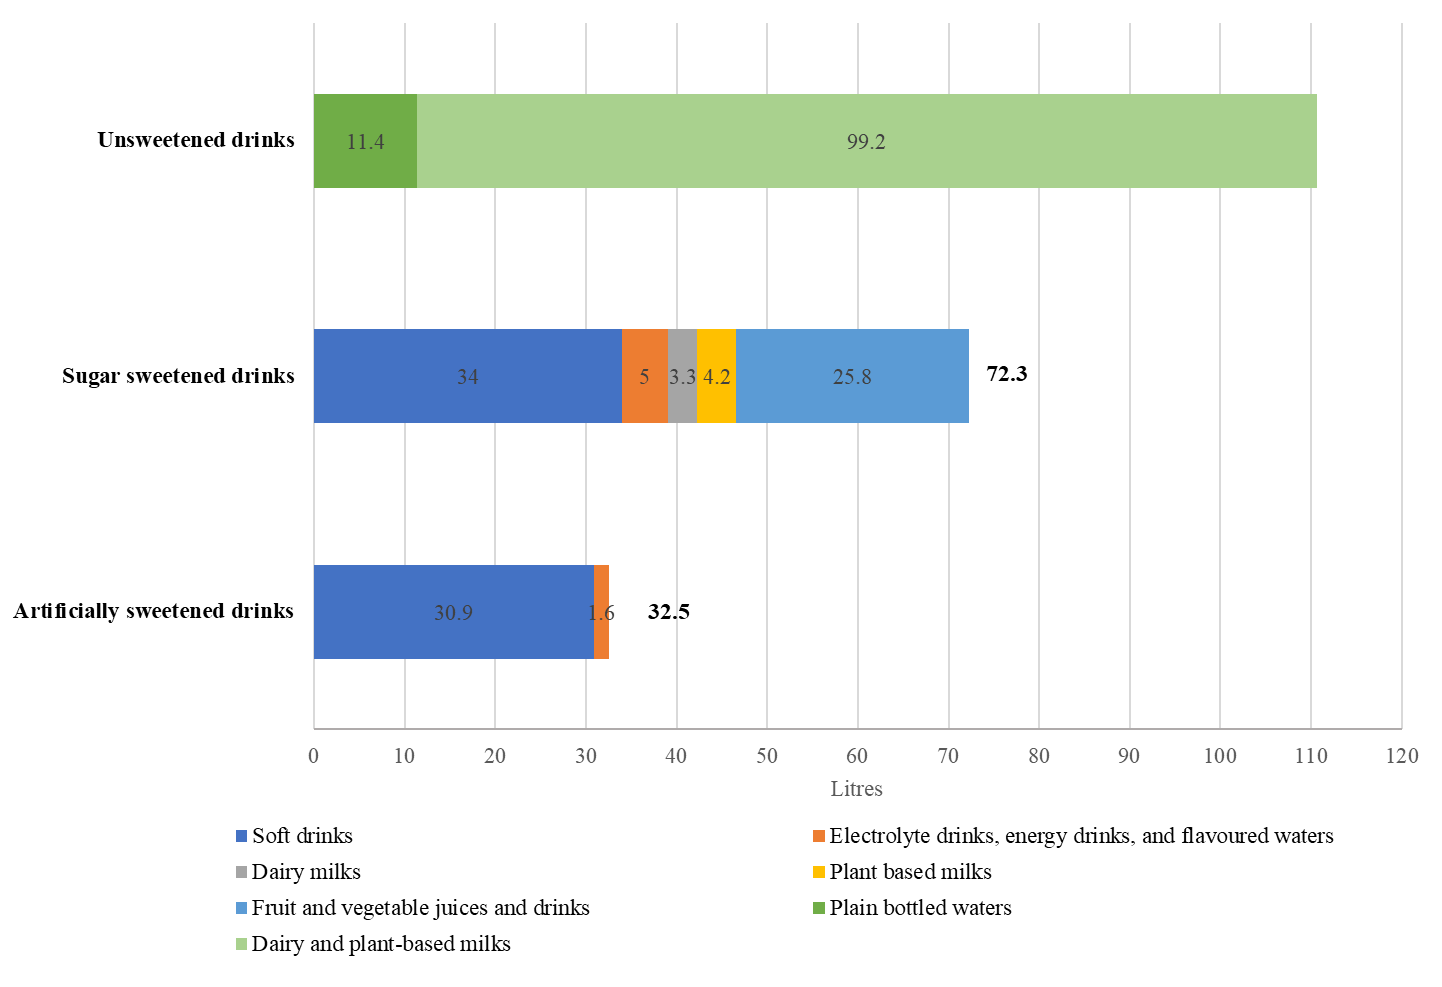 Unsweetened drinks
11.4 99.2
Sugar sweetened drinks
34 5 3.3 4.2 25.8 72.3
Artificially sweetened drinks
30.9 1.6 32.5
0 10 20 30 40 50 60 70 80 90 100 110 120
Litres
Soft drinks
Electrolyte drinks, energy drinks, and flavoured waters
Dairy milks
Plant based milks
Fruit and vegetable juices and drinks
Plain bottled waters
Dairy and plant-based milks